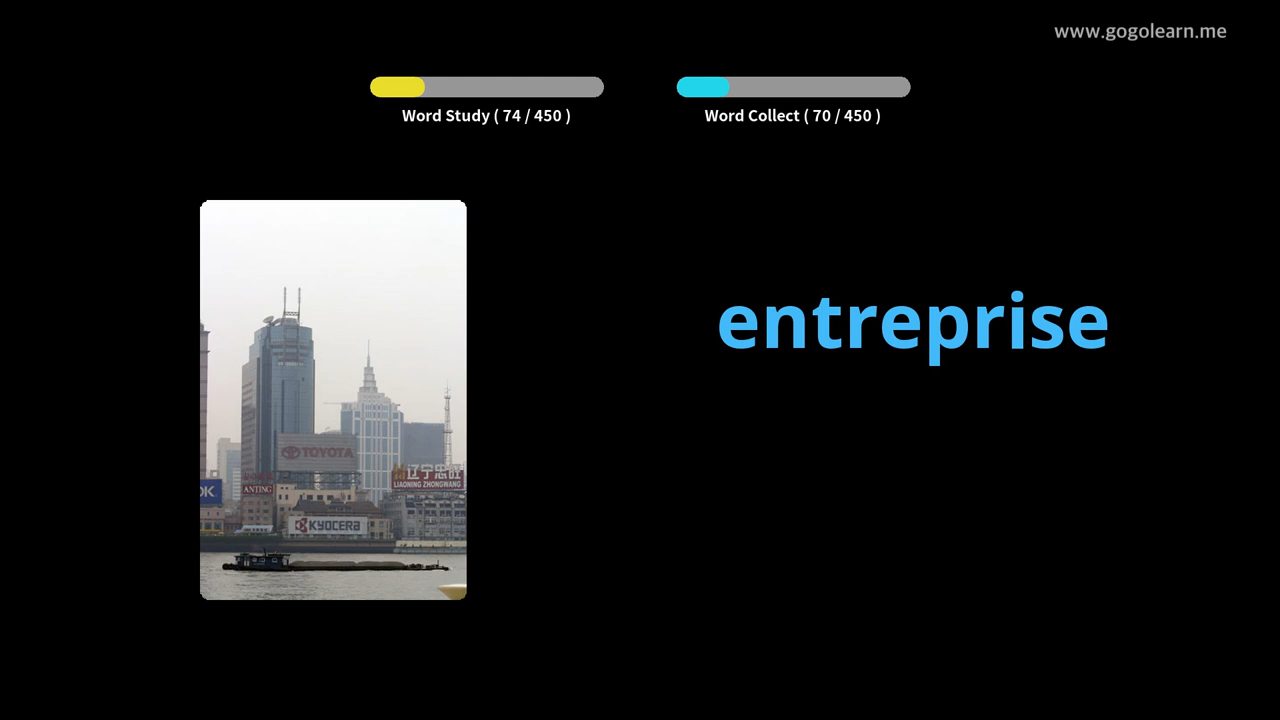 www.gogolearn.me
Word Study ( 74 / 450 )
Word Collect ( 70 / 450 )
entreprise
TOYOTA
辽宁忠旺
LIAONING ZHONGWANG
OK
ANTING
KYOCERA